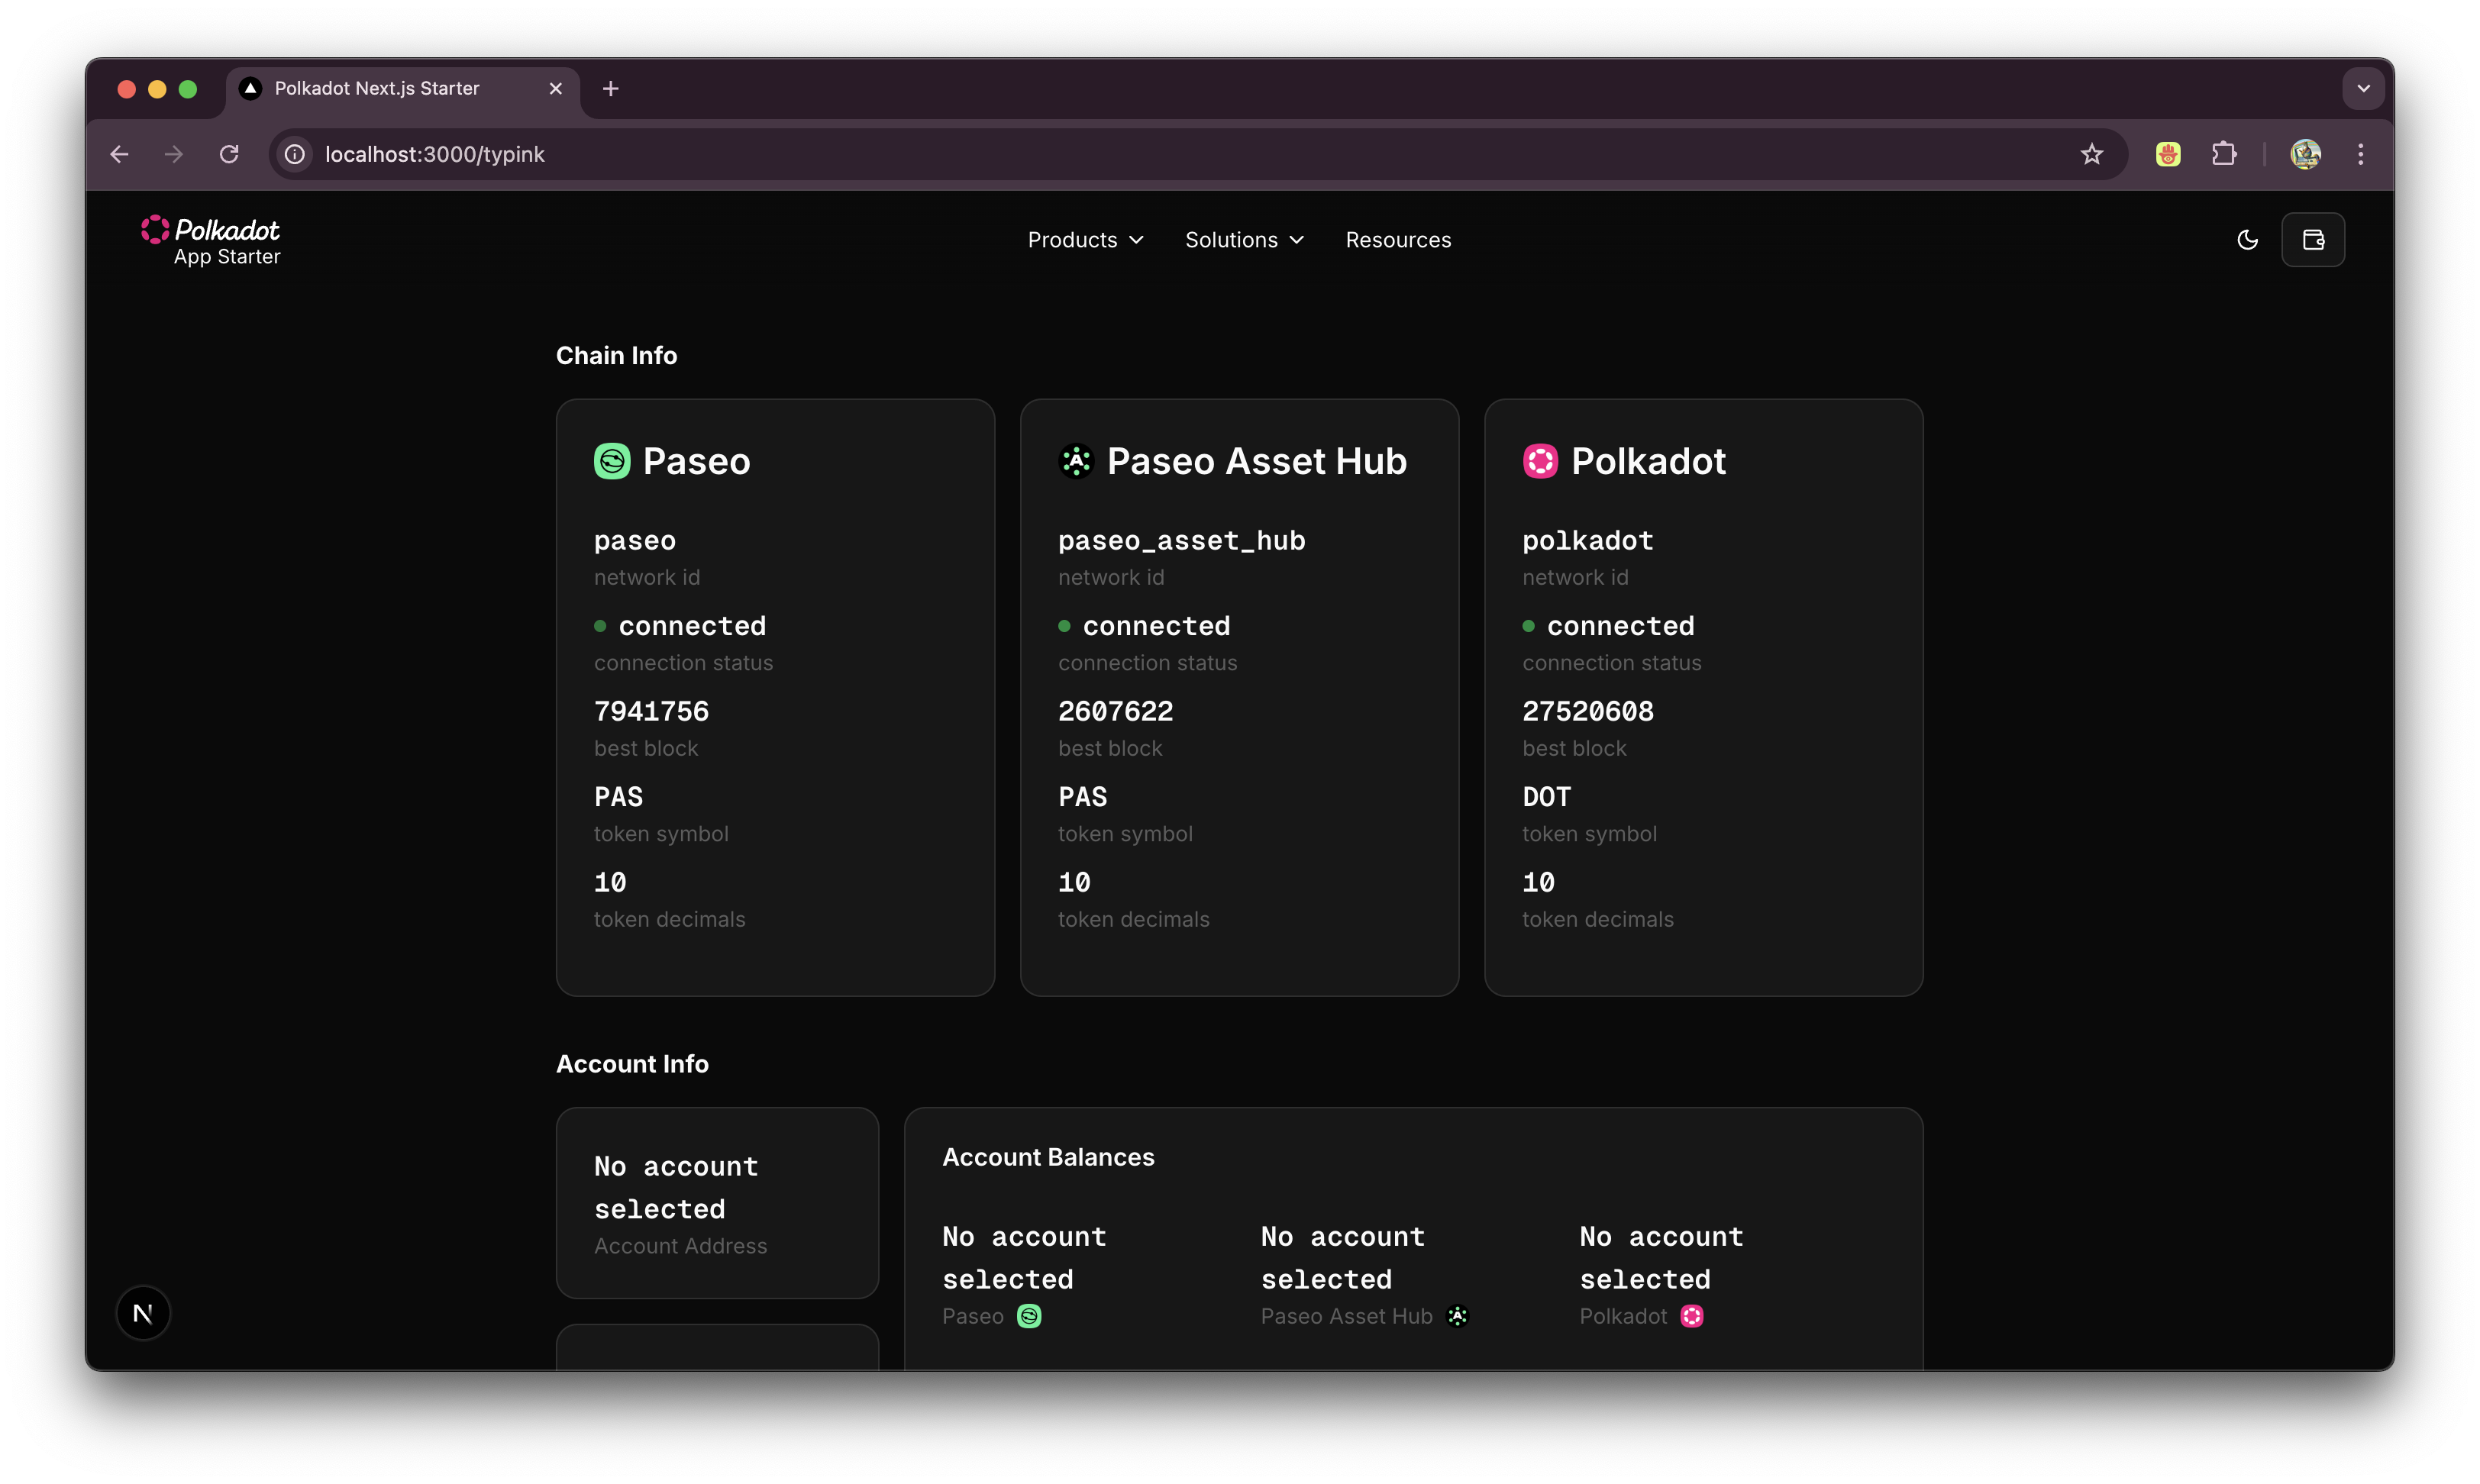 Polkadot Next.js Starter
localhost:3000/typink
Polkadot
App Starter
Products
Solutions
Resources
Chain Info
Paseo
paseo
network id
connected
connection status
7941756
best block
PAS
token symbol
10
token decimals
Paseo Asset Hub
paseo_asset_hub
network id
connected
connection status
2607622
best block
PAS
token symbol
10
token decimals
Polkadot
polkadot
network id
connected
connection status
27520608
best block
DOT
token symbol
10
token decimals
Account Info
No account
selected
Account Address
Account Balances
No account
selected
Paseo
No account
selected
Paseo Asset Hub
No account
selected
Polkadot
N